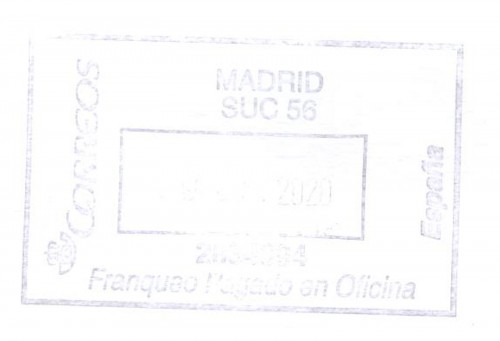 CORREOS
MADRID
SUC 56
2020
Franqueo Pagado en Oficina
España